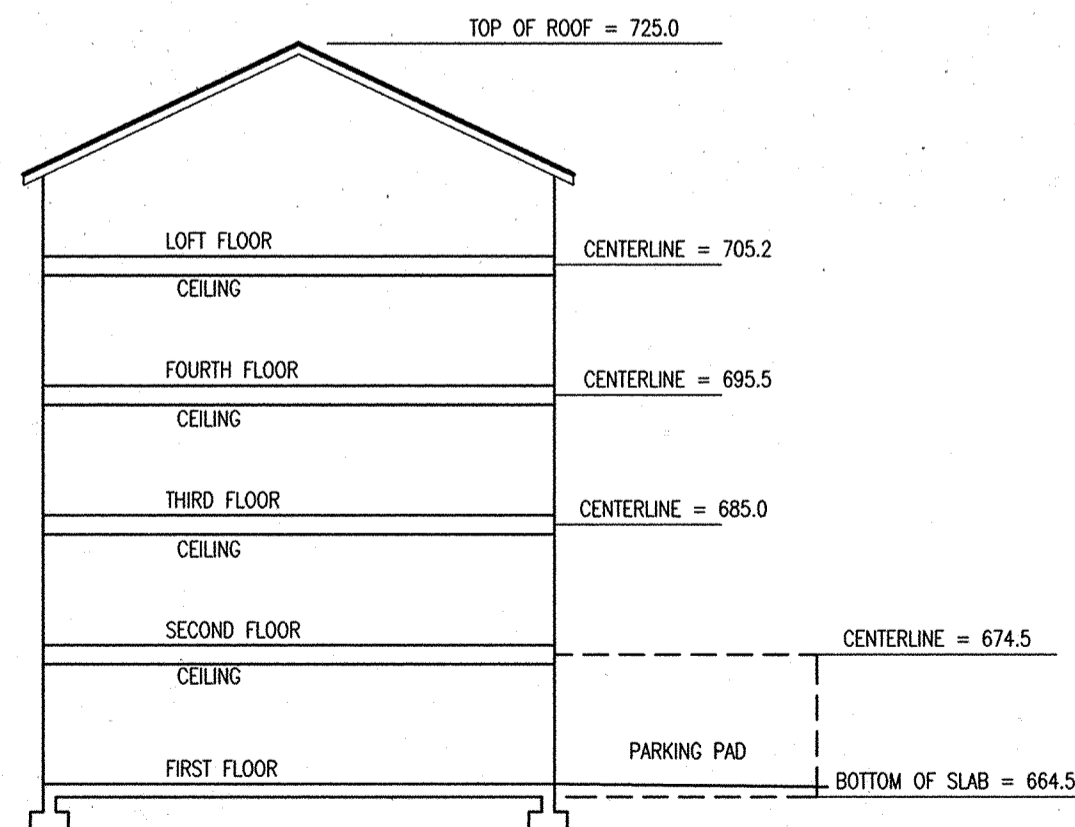 TOP OF ROOF = 725.0
LOFT FLOOR
CENTERLINE = 705.2
CEILING
FOURTH FLOOR
CENTERLINE = 695.5
CEILING
THIRD FLOOR
CENTERLINE = 685.0
CEILING
SECOND FLOOR
CENTERLINE = 674.5
CEILING
PARKING PAD
FIRST FLOOR
BOTTOM OF SLAB = 664.5